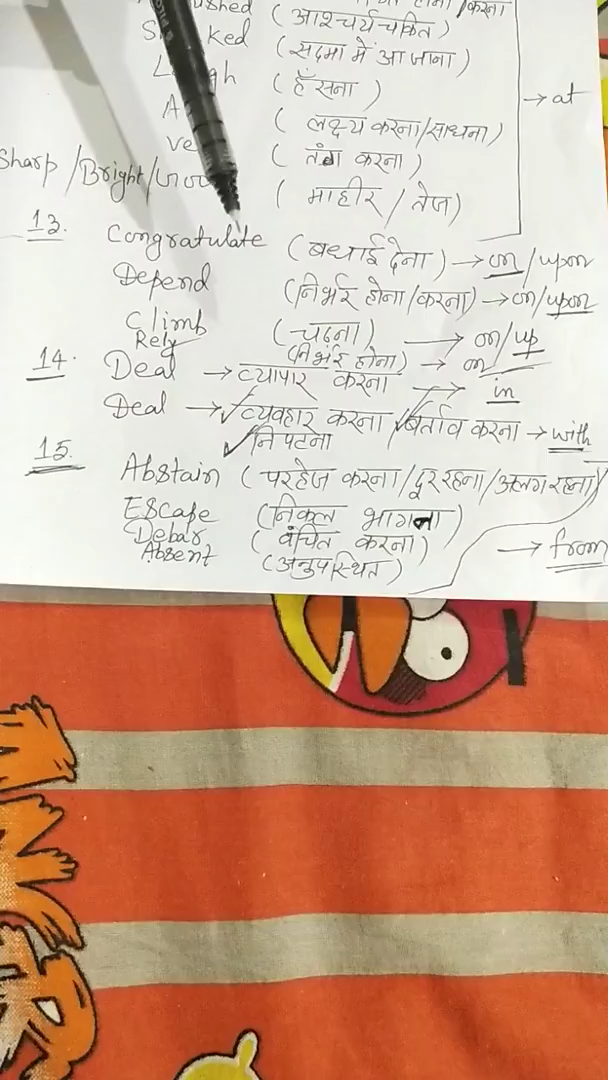 (आश्चर्यचकित)
(सदमा में आ जाना)
(हँसना)
→ at
(लक्ष्य करना/साधना)
(तंग करना)
Sharp/Bright/
(माहीर / तेज)
13. Congratulate (बधाई देना) → on/upon
Depend (निर्भर होना/करना) → on/upon
Climb (चढ़ना) → on/up
Rely (निर्भर होना) → on
14. Deal → व्यापार करना → in
Deal → व्यवहार करना / बर्ताव करना → with
निपटना
15. Abstain (परहेज करना/दूर रहना/अलग रहना)
Escape (निकल भागना)
Debar (वंचित करना)
→ from
Absent (अनुपस्थित)